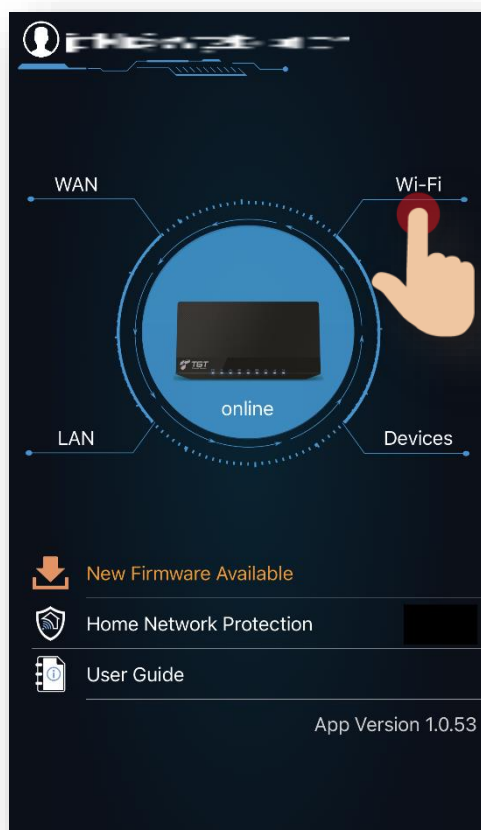 WAN
Wi-Fi
TGT
online
LAN
Devices
New Firmware Available
Home Network Protection
User Guide
App Version 1.0.53